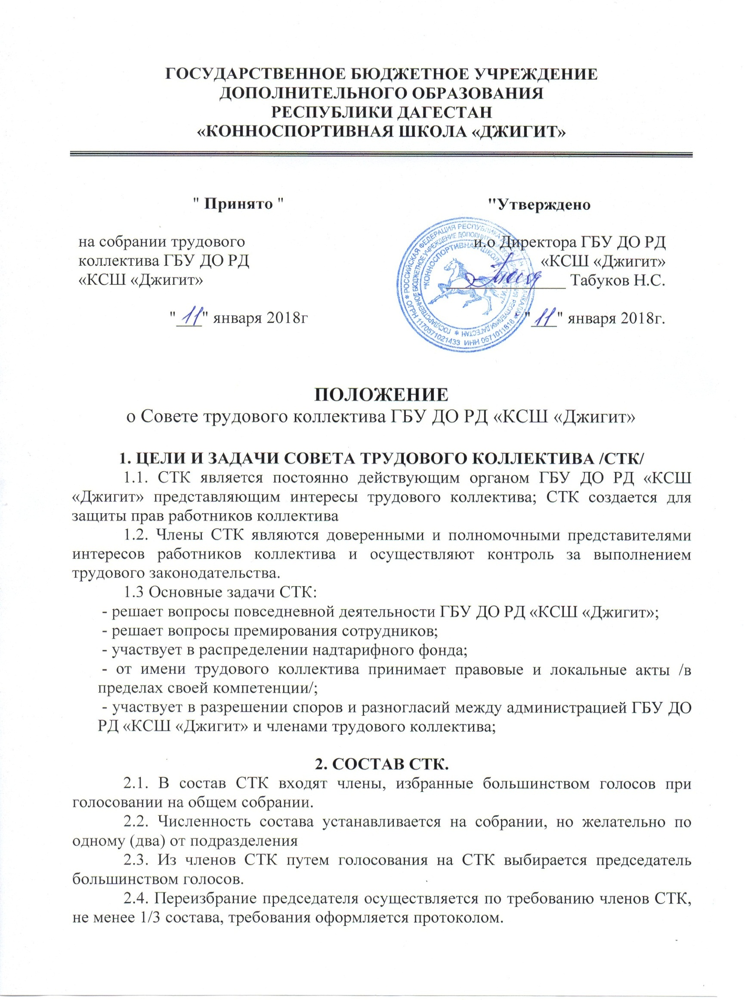 ГОСУДАРСТВЕННОЕ БЮДЖЕТНОЕ УЧРЕЖДЕНИЕ
ДОПОЛНИТЕЛЬНОГО ОБРАЗОВАНИЯ
РЕСПУБЛИКИ ДАГЕСТАН
«КОННОСПОРТИВНАЯ ШКОЛА «ДЖИГИТ»
" Принято "
на собрании трудового
коллектива ГБУ ДО РД
«КСШ «Джигит»
"11" января 2018г
"Утверждено
и.о Директора ГБУ ДО РД
«КСШ «Джигит»
Табуков Н.С.
"11" января 2018г.
РОССИЙСКАЯ ФЕДЕРАЦИЯ РЕСПУБЛИКА
ОГРН 1170571021433 ИНН 0571011818
ГОСУДАРСТВЕННОЕ БЮДЖЕТНОЕ УЧРЕЖДЕНИЕ РЕСПУБЛИКИ ДАГЕСТАН
"КОННОСПОРТИВНАЯ ШКОЛА
ПОЛОЖЕНИЕ
о Совете трудового коллектива ГБУ ДО РД «КСШ «Джигит»
1. ЦЕЛИ И ЗАДАЧИ СОВЕТА ТРУДОВОГО КОЛЛЕКТИВА /СТК/
1.1. СТК является постоянно действующим органом ГБУ ДО РД «КСШ
«Джигит» представляющим интересы трудового коллектива; СТК создается для
защиты прав работников коллектива
1.2. Члены СТК являются доверенными и полномочными представителями
интересов работников коллектива и осуществляют контроль за выполнением
трудового законодательства.
1.3 Основные задачи СТК:
- решает вопросы повседневной деятельности ГБУ ДО РД «КСШ «Джигит»;
- решает вопросы премирования сотрудников;
- участвует в распределении надтарифного фонда;
- от имени трудового коллектива принимает правовые и локальные акты /в
пределах своей компетенции/;
- участвует в разрешении споров и разногласий между администрацией ГБУ ДО
РД «КСШ «Джигит» и членами трудового коллектива;
2. СОСТАВ СТК.
2.1. В состав СТК входят члены, избранные большинством голосов при
голосовании на общем собрании.
2.2. Численность состава устанавливается на собрании, но желательно по
одному (два) от подразделения
2.3. Из членов СТК путем голосования на СТК выбирается председатель
большинством голосов.
2.4. Переизбрание председателя осуществляется по требованию членов СТК,
не менее 1/3 состава, требования оформляется протоколом.